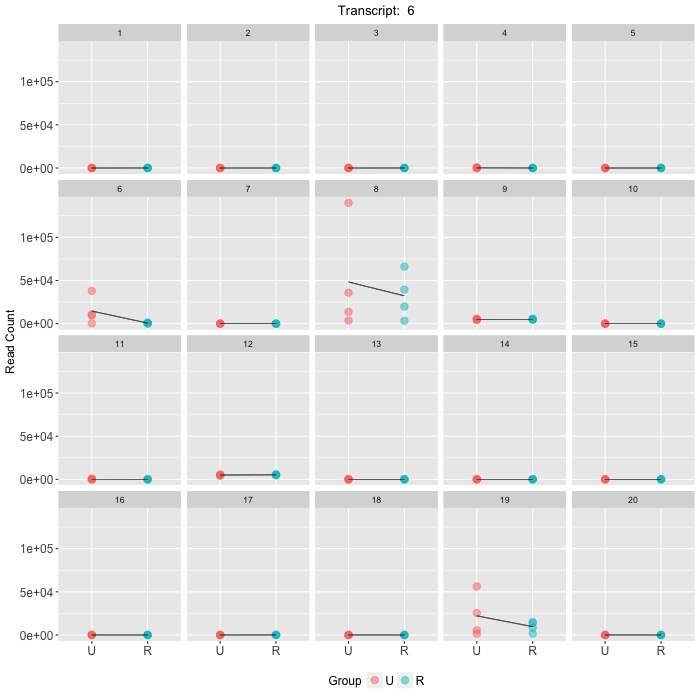 Transcript: 6
1 2 3 4 5
1e+05
5e+04
0e+00
6 7 8 9 10
1e+05
5e+04
0e+00
Read Count
11 12 13 14 15
1e+05
5e+04
0e+00
16 17 18 19 20
1e+05
5e+04
0e+00
U R U R U R U R U R
Group U R